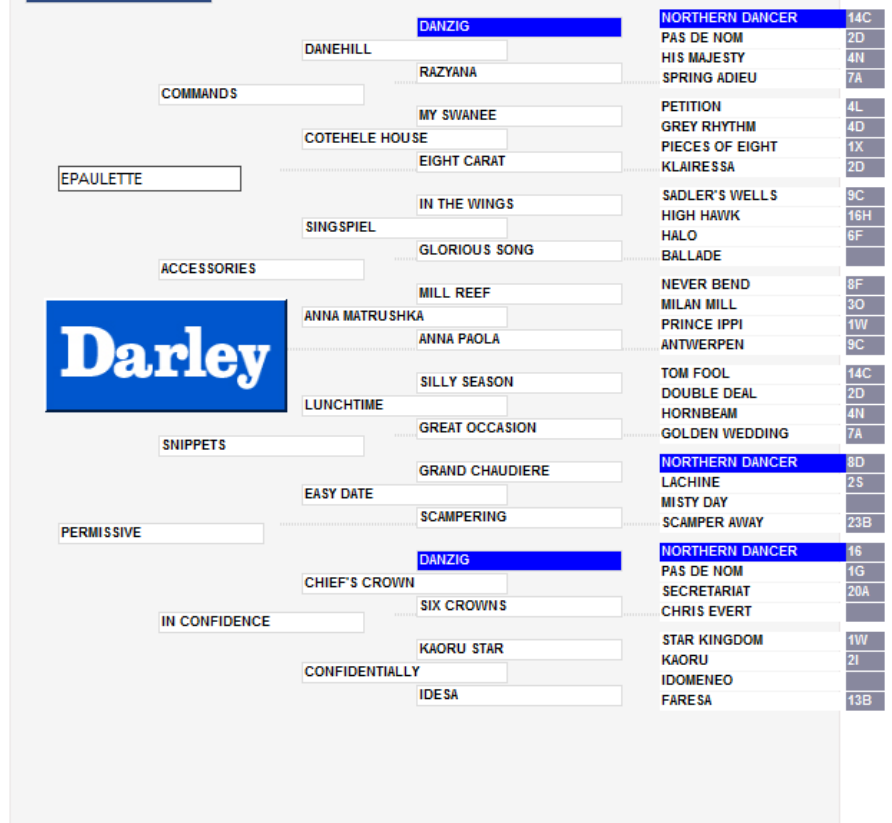 DANZIG
NORTHERN DANCER 14C
PAS DE NOM 2D
DANEHILL
HIS MAJESTY 4N
RAZYANA
SPRING ADIEU 7A
COMMANDS
PETITION 4L
MY SWANEE
GREY RHYTHM 4D
COTEHELE HOUSE
PIECES OF EIGHT 1X
EIGHT CARAT
KLAIRESSA 2D
EPAULETTE
SADLER'S WELLS 9C
IN THE WINGS
HIGH HAWK 16H
SINGSPIEL
HALO 6F
GLORIOUS SONG
BALLADE
ACCESSORIES
NEVER BEND 8F
MILL REEF
MILAN MILL 3O
ANNA MATRUSHKA
PRINCE IPPI 1W
ANNA PAOLA
ANTWERPEN 9C
Darley
TOM FOOL 14C
SILLY SEASON
DOUBLE DEAL 2D
LUNCHTIME
HORNBEAM 4N
GREAT OCCASION
GOLDEN WEDDING 7A
SNIPPETS
NORTHERN DANCER 8D
GRAND CHAUDIERE
LACHINE 2S
EASY DATE
MISTY DAY
SCAMPERING
SCAMPER AWAY 23B
PERMISSIVE
NORTHERN DANCER 16
DANZIG
PAS DE NOM 1G
CHIEF'S CROWN
SECRETARIAT 20A
SIX CROWNS
CHRIS EVERT
IN CONFIDENCE
STAR KINGDOM 1W
KAORU STAR
KAORU 2I
CONFIDENTIALLY
IDOMENEO
IDESA
FARESA 13B